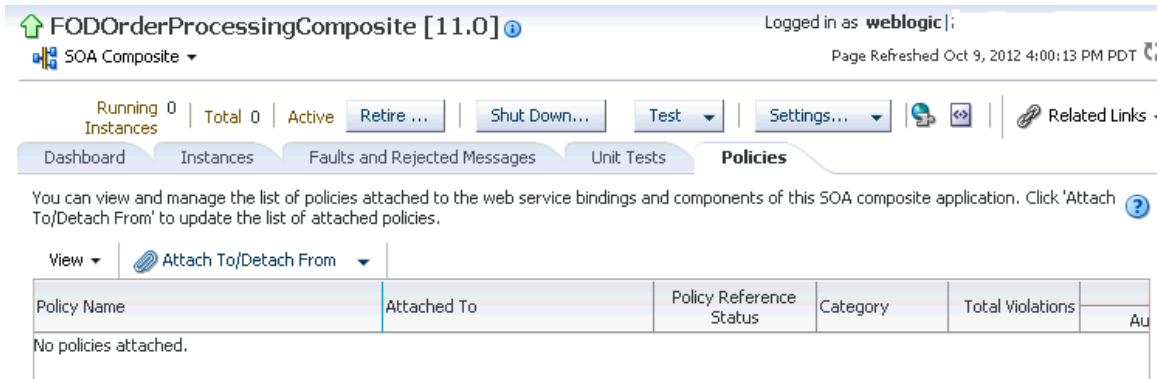 FODOrderProcessingComposite [11.0]
Logged in as weblogic
SOA Composite
Page Refreshed Oct 9, 2012 4:00:13 PM PDT
Running Instances 0
Total 0
Active
Retire ...
Shut Down...
Test
Settings...
Related Links
Dashboard
Instances
Faults and Rejected Messages
Unit Tests
Policies
You can view and manage the list of policies attached to the web service bindings and components of this SOA composite application. Click 'Attach
To/Detach From' to update the list of attached policies.
View
Attach To/Detach From
Policy Name
Attached To
Policy Reference
Status
Category
Total Violations
Au
No policies attached.